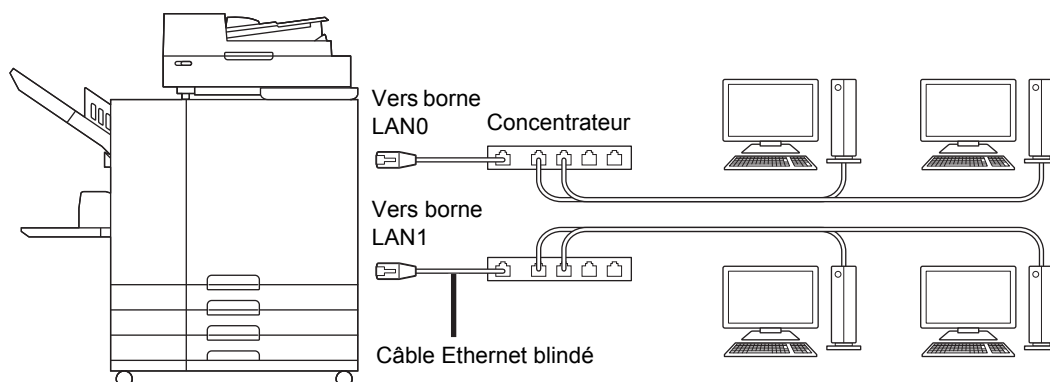 Vers borne
LAN0
Concentrateur
Vers borne
LAN1
Câble Ethernet blindé